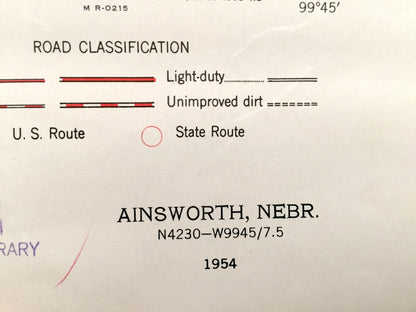 M R-0215
99°45'
ROAD CLASSIFICATION
Light-duty
Unimproved dirt
U. S. Route State Route
AINSWORTH, NEBR.
N4230—W9945/7.5
RARY
1954